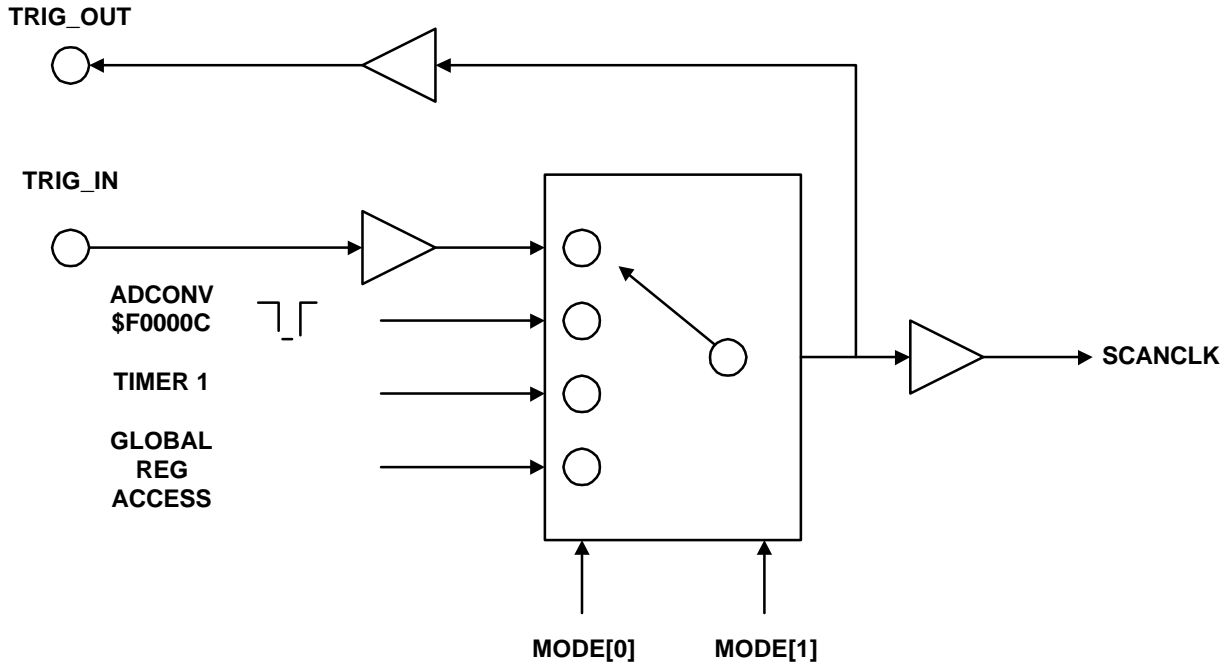 TRIG_OUT
TRIG_IN
ADCONV
$F0000C
TIMER 1
GLOBAL
REG
ACCESS
SCANCLK
MODE[0]
MODE[1]